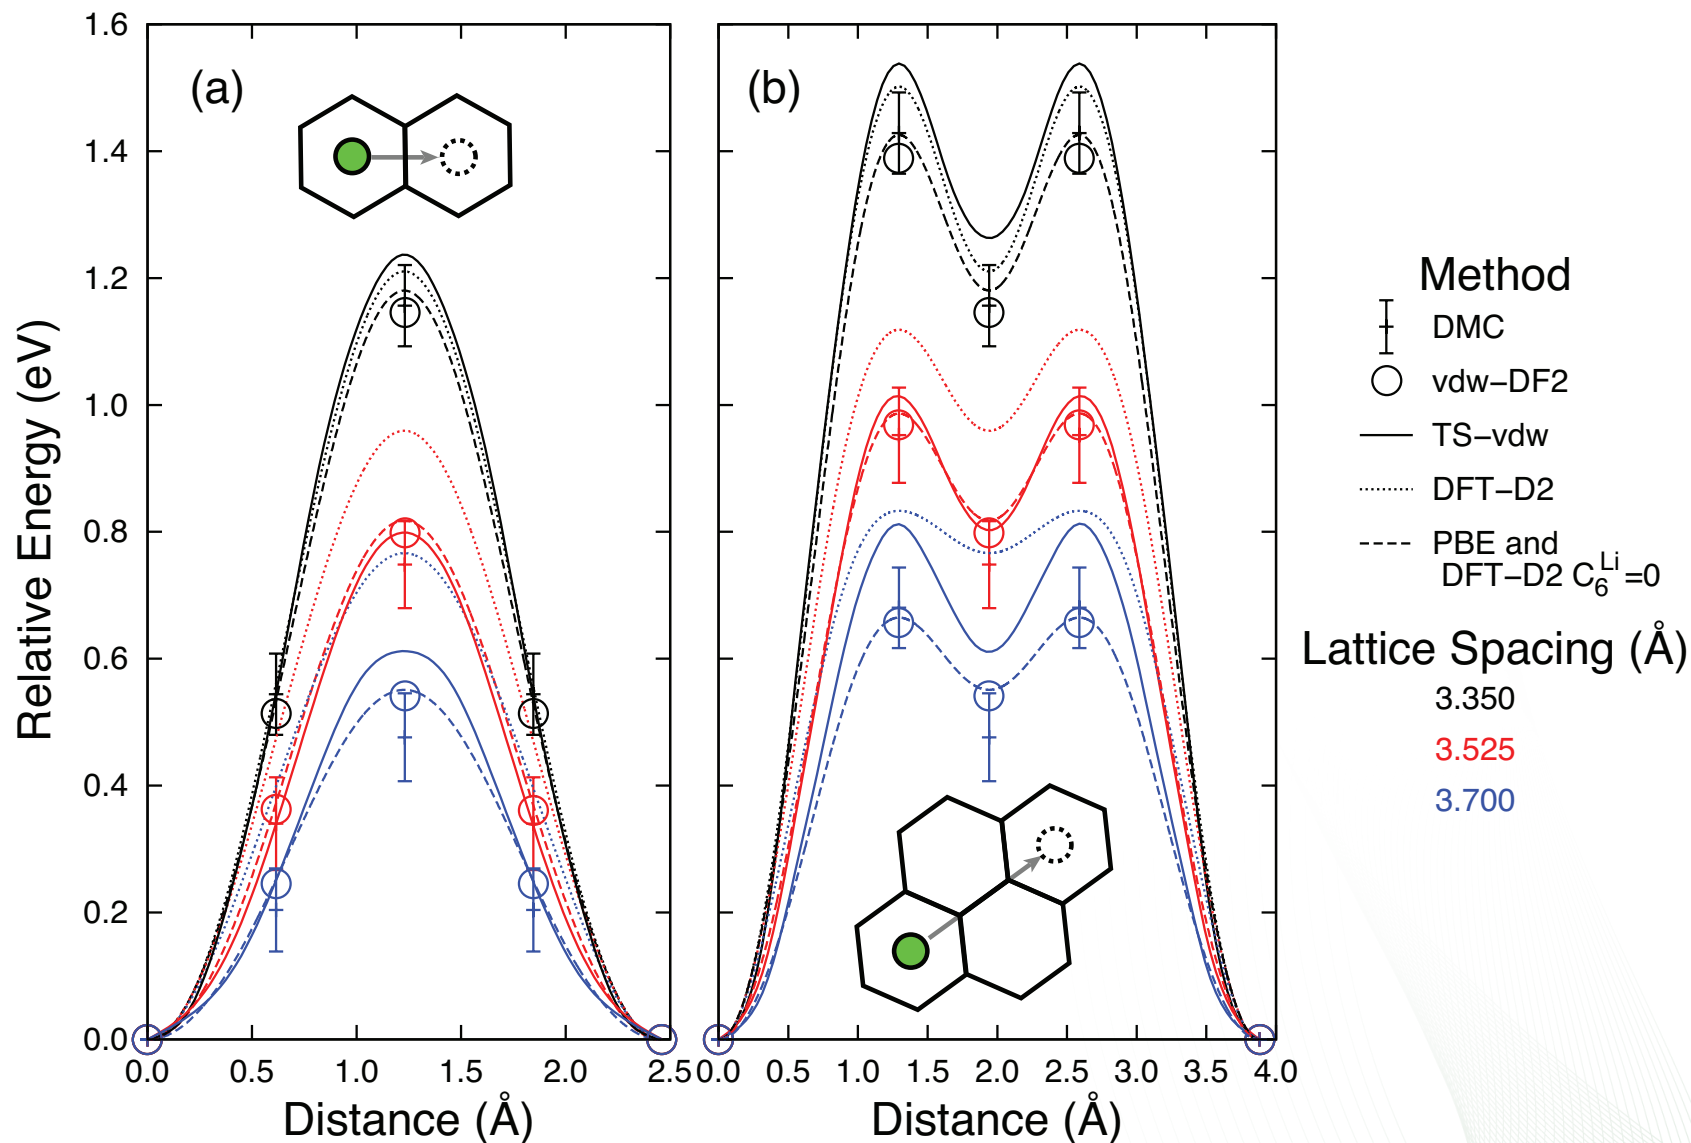 (a)
(b)
1.6
1.4
1.2
1.0
0.8
0.6
0.4
0.2
0.0
Relative Energy (eV)
0.0 0.5 1.0 1.5 2.0 2.5
0.0 0.5 1.0 1.5 2.0 2.5 3.0 3.5 4.0
Distance (Å)
Distance (Å)
Method
DMC
vdw−DF2
TS−vdw
DFT−D2
PBE and
DFT−D2 C₆ᴸⁱ=0
Lattice Spacing (Å)
3.350
3.525
3.700